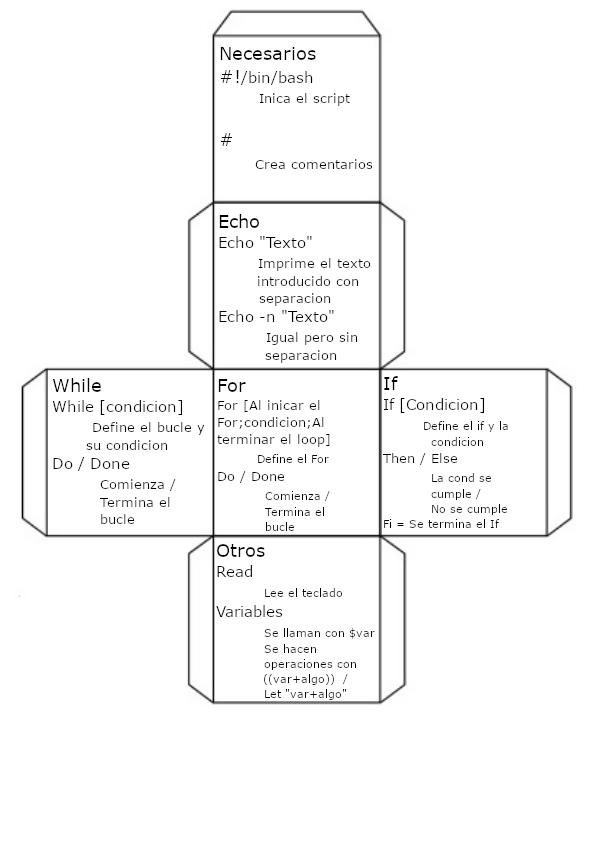 Necesarios
#!/bin/bash
Inica el script
#
Crea comentarios
Echo
Echo "Texto"
Imprime el texto
introducido con
separacion
Echo -n "Texto"
Igual pero sin
separacion
While
While [condicion]
Define el bucle y
su condicion
Do / Done
Comienza /
Termina el
bucle
For
For [Al inicar el
For;condicion;Al
terminar el loop]
Define el For
Do / Done
Comienza /
Termina el
bucle
If
If [Condicion]
Define el if y la
condicion
Then / Else
La cond se
cumple /
No se cumple
Fi = Se termina el If
Otros
Read
Lee el teclado
Variables
Se llaman con $var
Se hacen
operaciones con
((var+algo)) /
Let "var+algo"